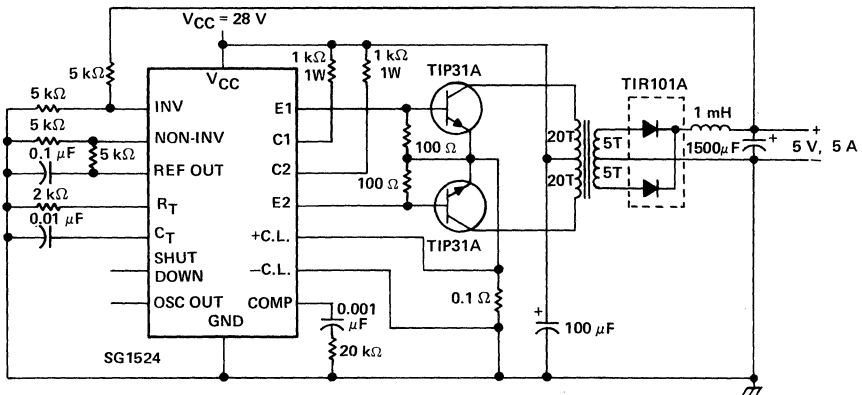 VCC = 28 V
5 kΩ
1 kΩ
1W
1 kΩ
1W
TIP31A
TIR101A
1 mH
VCC
5 kΩ
INV
E1
5 kΩ
NON-INV
C1
100 Ω
20T
5T
1500μF
+
+
5 V, 5 A
−
0.1 μF
5 kΩ
REF OUT
C2
100 Ω
20T
5T
2 kΩ
RT
E2
0.01 μF
CT
+C.L.
TIP31A
SHUT
DOWN
−C.L.
OSC OUT
COMP
0.001
μF
0.1 Ω
+
100 μF
GND
20 kΩ
SG1524